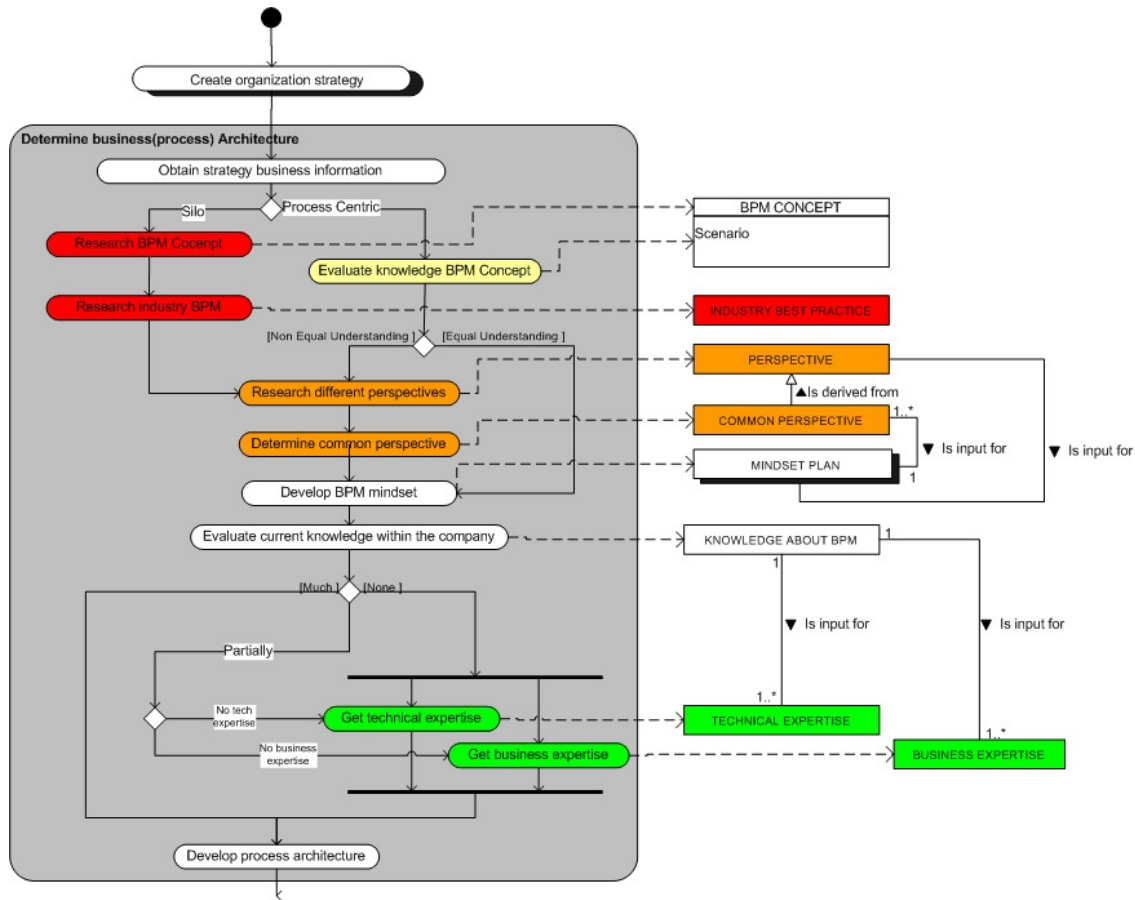 Create organization strategy
Determine business(process) Architecture
Obtain strategy business information
Silo
Process Centric
BPM CONCEPT
Scenario
Research BPM Cocenpt
Evaluate knowledge BPM Concept
Research industry BPM
INDUSTRY BEST PRACTICE
[Non Equal Understanding ]
[Equal Understanding ]
PERSPECTIVE
Research different perspectives
▲Is derived from
1..*
COMMON PERSPECTIVE
Determine common perspective
▼ Is input for
▼ Is input for
MINDSET PLAN
1
Develop BPM mindset
Evaluate current knowledge within the company
KNOWLEDGE ABOUT BPM
1
1
[Much ]
[None ]
▼ Is input for
▼ Is input for
Partially
No tech
expertise
Get technical expertise
1..*
TECHNICAL EXPERTISE
No business
expertise
Get business expertise
1..*
BUSINESS EXPERTISE
Develop process architecture